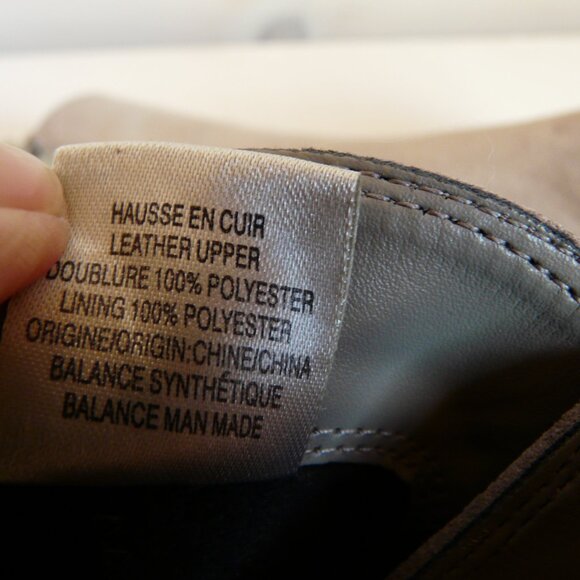 HAUSSE EN CUIR
LEATHER UPPER
DOUBLURE 100% POLYESTER
LINING 100% POLYESTER
ORIGINE/ORIGIN:CHINE/CHINA
BALANCE SYNTHÉTIQUE
BALANCE MAN MADE